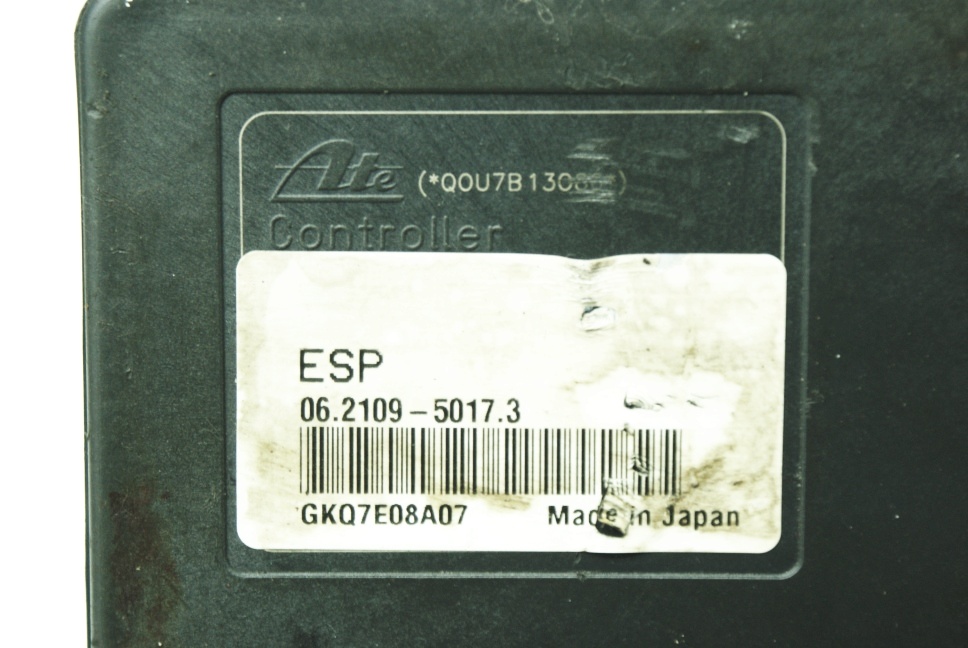 Ate
Controller
ESP
06.2109-5017.3
GKQ7E08A07 Made in Japan